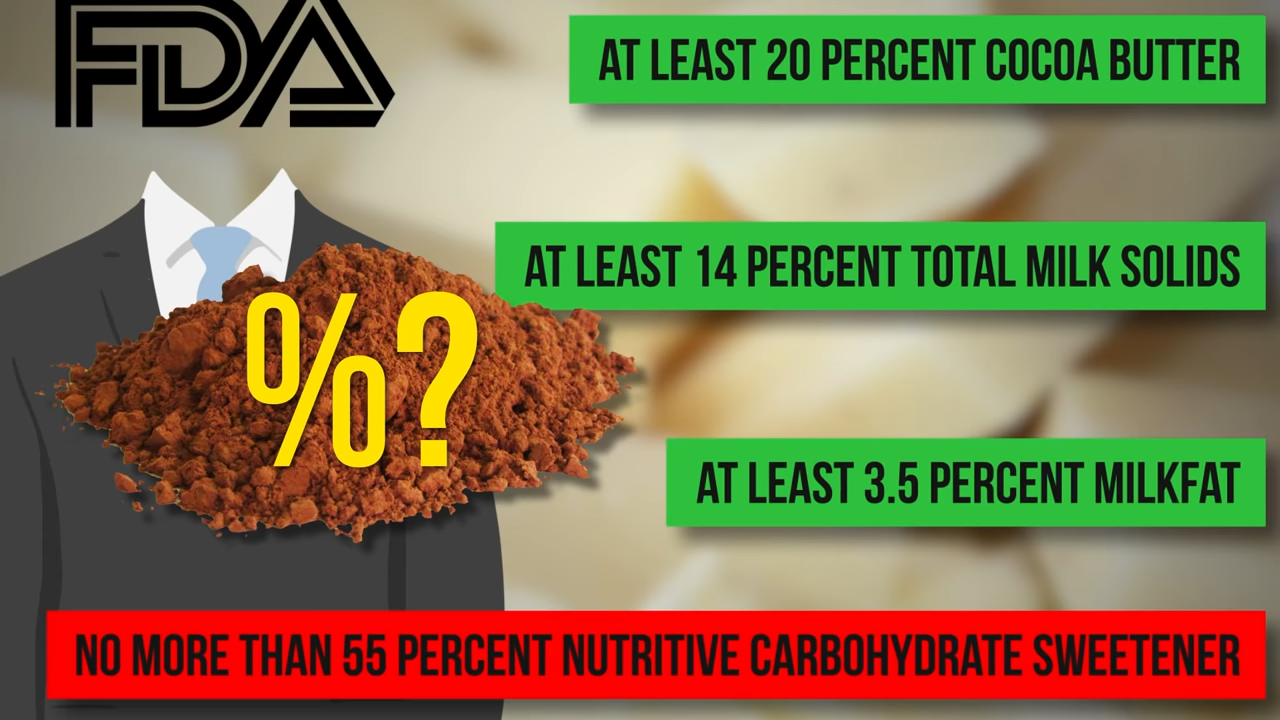 FDA
AT LEAST 20 PERCENT COCOA BUTTER
AT LEAST 14 PERCENT TOTAL MILK SOLIDS
%?
AT LEAST 3.5 PERCENT MILKFAT
NO MORE THAN 55 PERCENT NUTRITIVE CARBOHYDRATE SWEETENER